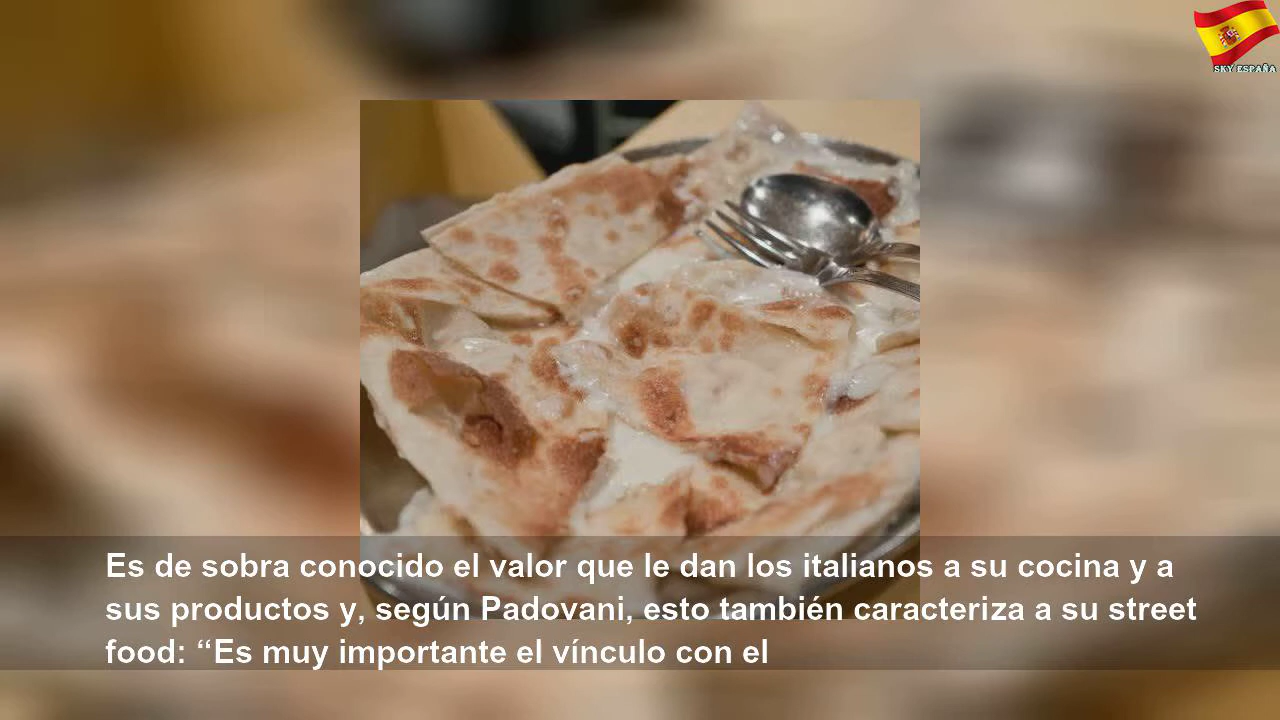 SKY ESPAÑA
Es de sobra conocido el valor que le dan los italianos a su cocina y a
sus productos y, según Padovani, esto también caracteriza a su street
food: “Es muy importante el vínculo con el